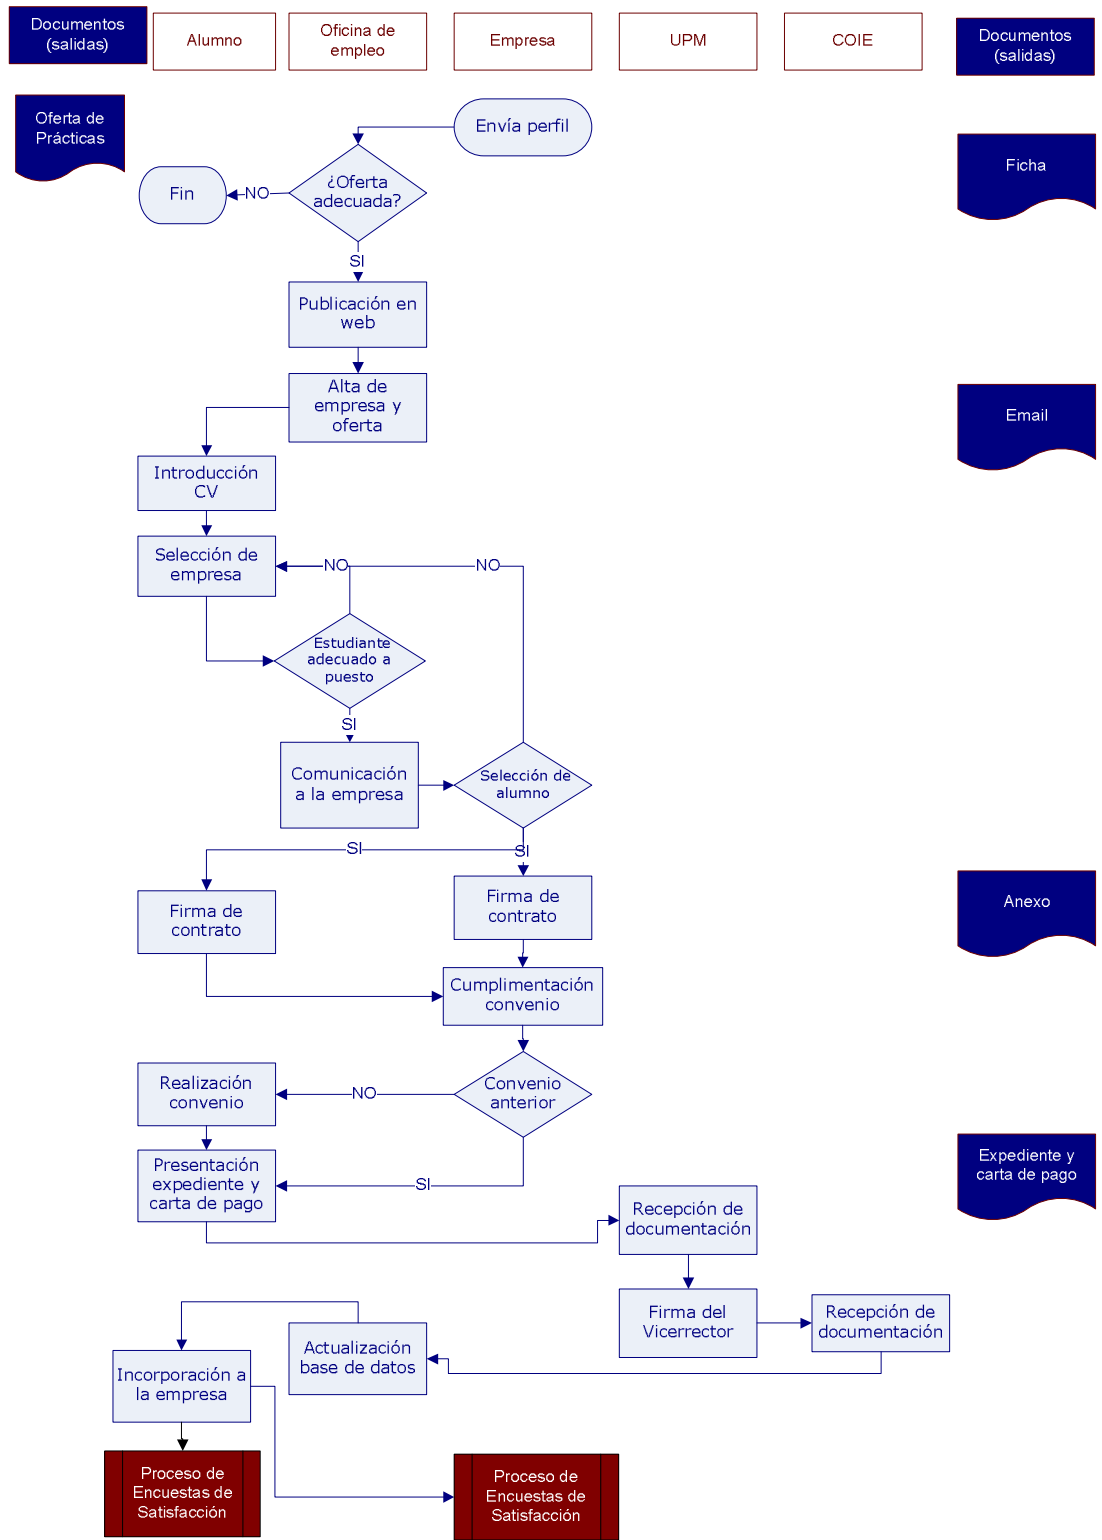 Documentos
(salidas)
Alumno
Oficina de
empleo
Empresa
UPM
COIE
Documentos
(salidas)
Oferta de
Prácticas
Envía perfil
Ficha
¿Oferta
adecuada?
NO
Fin
SI
Publicación en
web
Alta de
empresa y
oferta
Email
Introducción
CV
Selección de
empresa
NO
NO
Estudiante
adecuado a
puesto
SI
Comunicación
a la empresa
Selección de
alumno
SI
SI
Firma de
contrato
Firma de
contrato
Anexo
Cumplimentación
convenio
Convenio
anterior
NO
Realización
convenio
Presentación
expediente y
carta de pago
SI
Expediente y
carta de pago
Recepción de
documentación
Firma del
Vicerrector
Recepción de
documentación
Actualización
base de datos
Incorporación a
la empresa
Proceso de
Encuestas de
Satisfacción
Proceso de
Encuestas de
Satisfacción